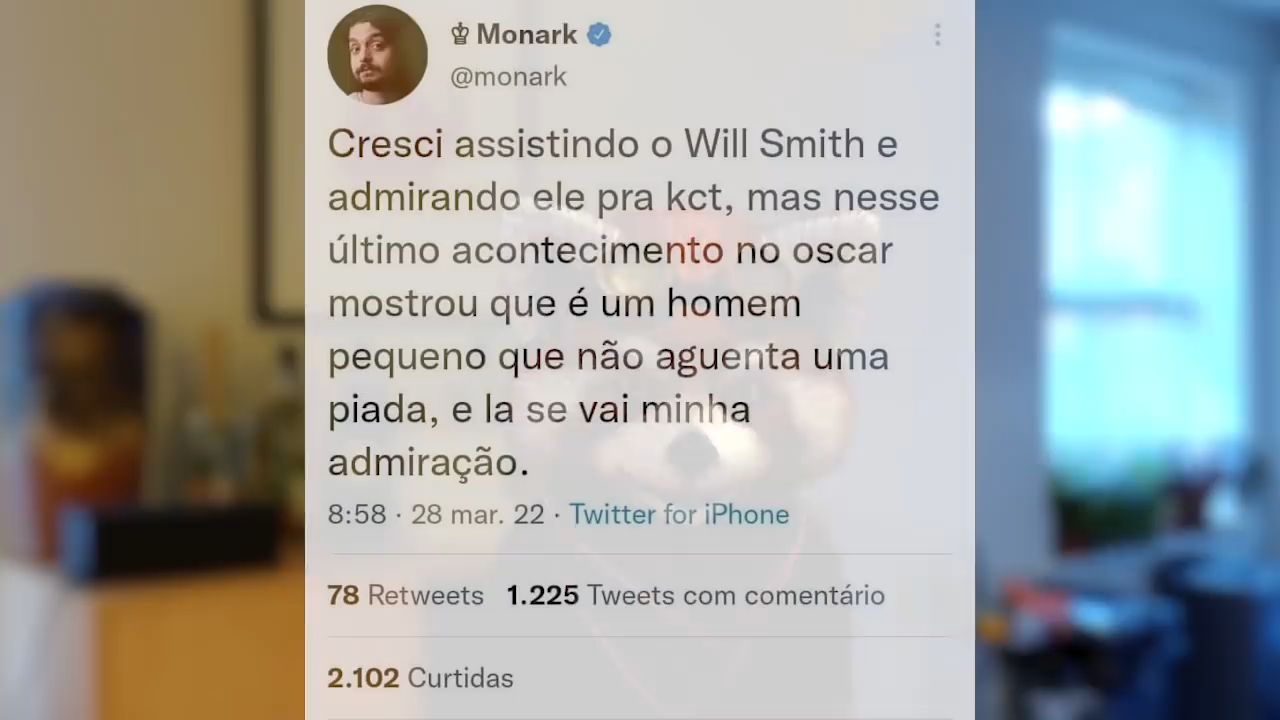 ♔ Monark
@monark
Cresci assistindo o Will Smith e
admirando ele pra kct, mas nesse
último acontecimento no oscar
mostrou que é um homem
pequeno que não aguenta uma
piada, e la se vai minha
admiração.
8:58 · 28 mar. 22 · Twitter for iPhone
78 Retweets 1.225 Tweets com comentário
2.102 Curtidas